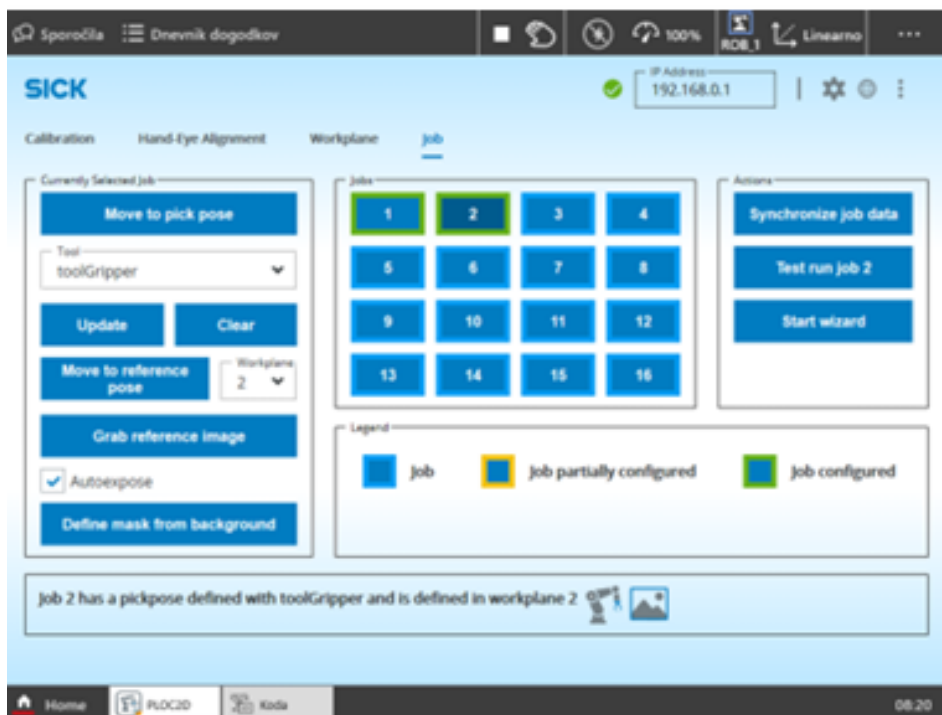 Sporočila Dnevnik dogodkov 100% ROB_1 Linearno ...
SICK
IP Address
192.168.0.1
Calibration Hand-Eye Alignment Workplane Job
Currently Selected Job
Move to pick pose
Tool
toolGripper
Update Clear
Move to reference pose
Workplane
2
Grab reference image
Autoexpose
Define mask from background
Jobs
1 2 3 4
5 6 7 8
9 10 11 12
13 14 15 16
Actions
Synchronize job data
Test run job 2
Start wizard
Legend
Job Job partially configured Job configured
Job 2 has a pickpose defined with toolGripper and is defined in workplane 2
Home PLOC2D Koda 08:20